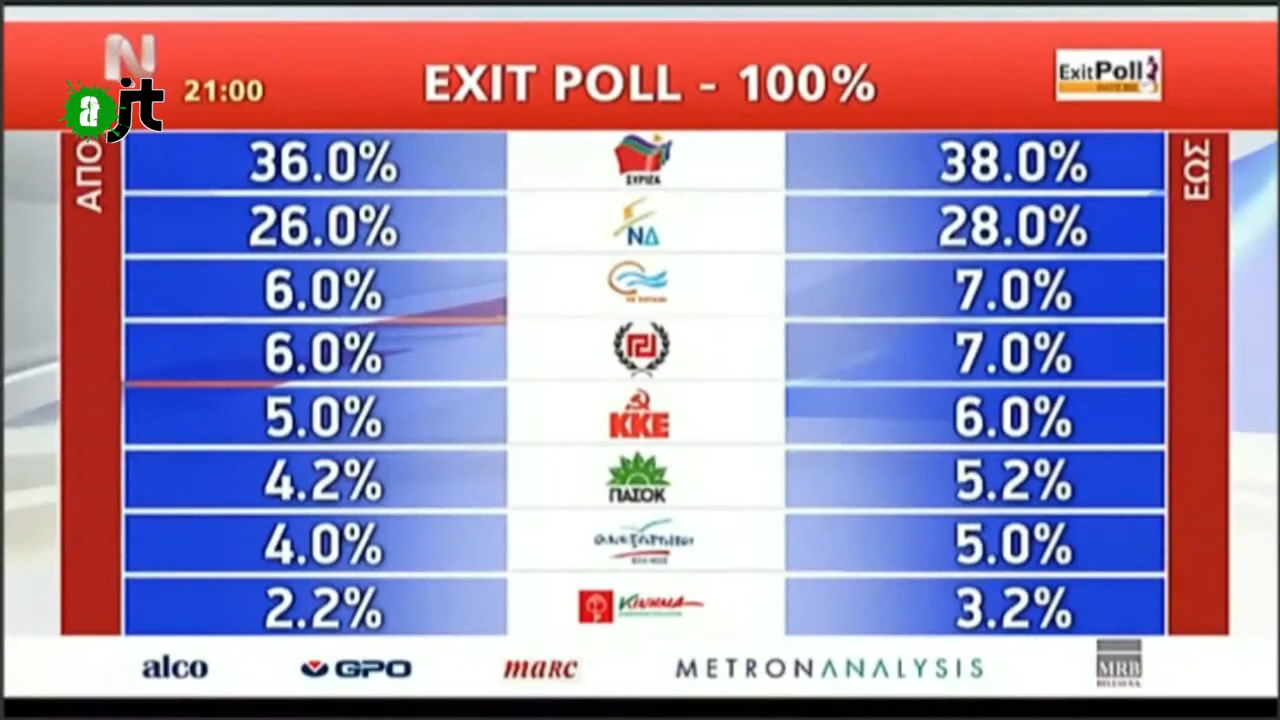 N
ajt
21:00
EXIT POLL - 100%
ExitPoll
ΑΠΟ
ΕΩΣ
36.0% ΣΥΡΙΖΑ 38.0%
26.0% ΝΔ 28.0%
6.0% 7.0%
6.0% 7.0%
5.0% ΚΚΕ 6.0%
4.2% ΠΑΣΟΚ 5.2%
4.0% 5.0%
2.2% Κίνημα 3.2%
alco GPO marc METRONANALYSIS MRB